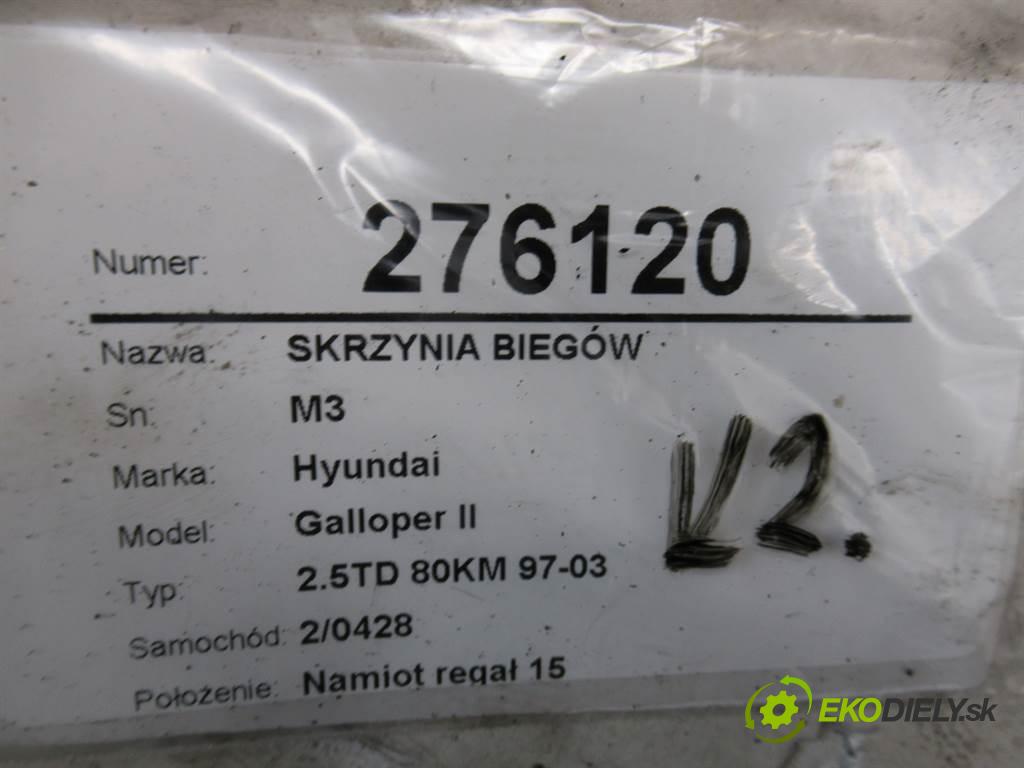 Numer: 276120
Nazwa: SKRZYNIA BIEGÓW
Sn: M3
Marka: Hyundai
Model: Galloper II
Typ: 2.5TD 80KM 97-03
Samochód: 2/0428
Położenie: Namiot regał 15
V2.
EKODIELY.sk